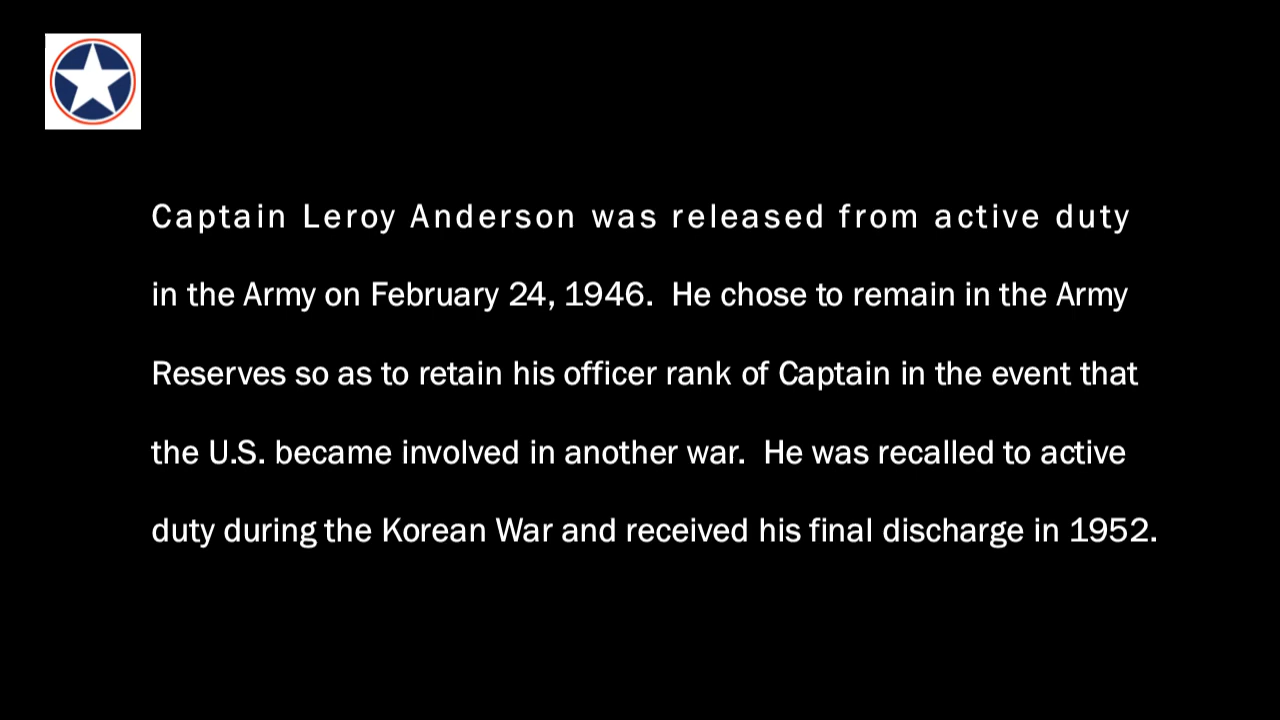 Captain Leroy Anderson was released from active duty
in the Army on February 24, 1946.  He chose to remain in the Army
Reserves so as to retain his officer rank of Captain in the event that
the U.S. became involved in another war.  He was recalled to active
duty during the Korean War and received his final discharge in 1952.